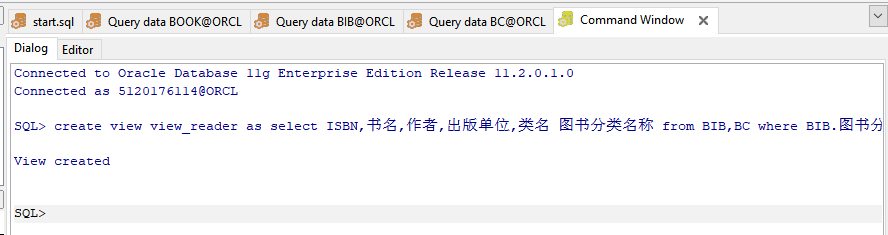 start.sql Query data BOOK@ORCL Query data BIB@ORCL Query data BC@ORCL Command Window
Dialog Editor
Connected to Oracle Database 11g Enterprise Edition Release 11.2.0.1.0
Connected as 5120176114@ORCL
SQL> create view view_reader as select ISBN,书名,作者,出版单位,类名 图书分类名称 from BIB,BC where BIB.图书分
View created
SQL>